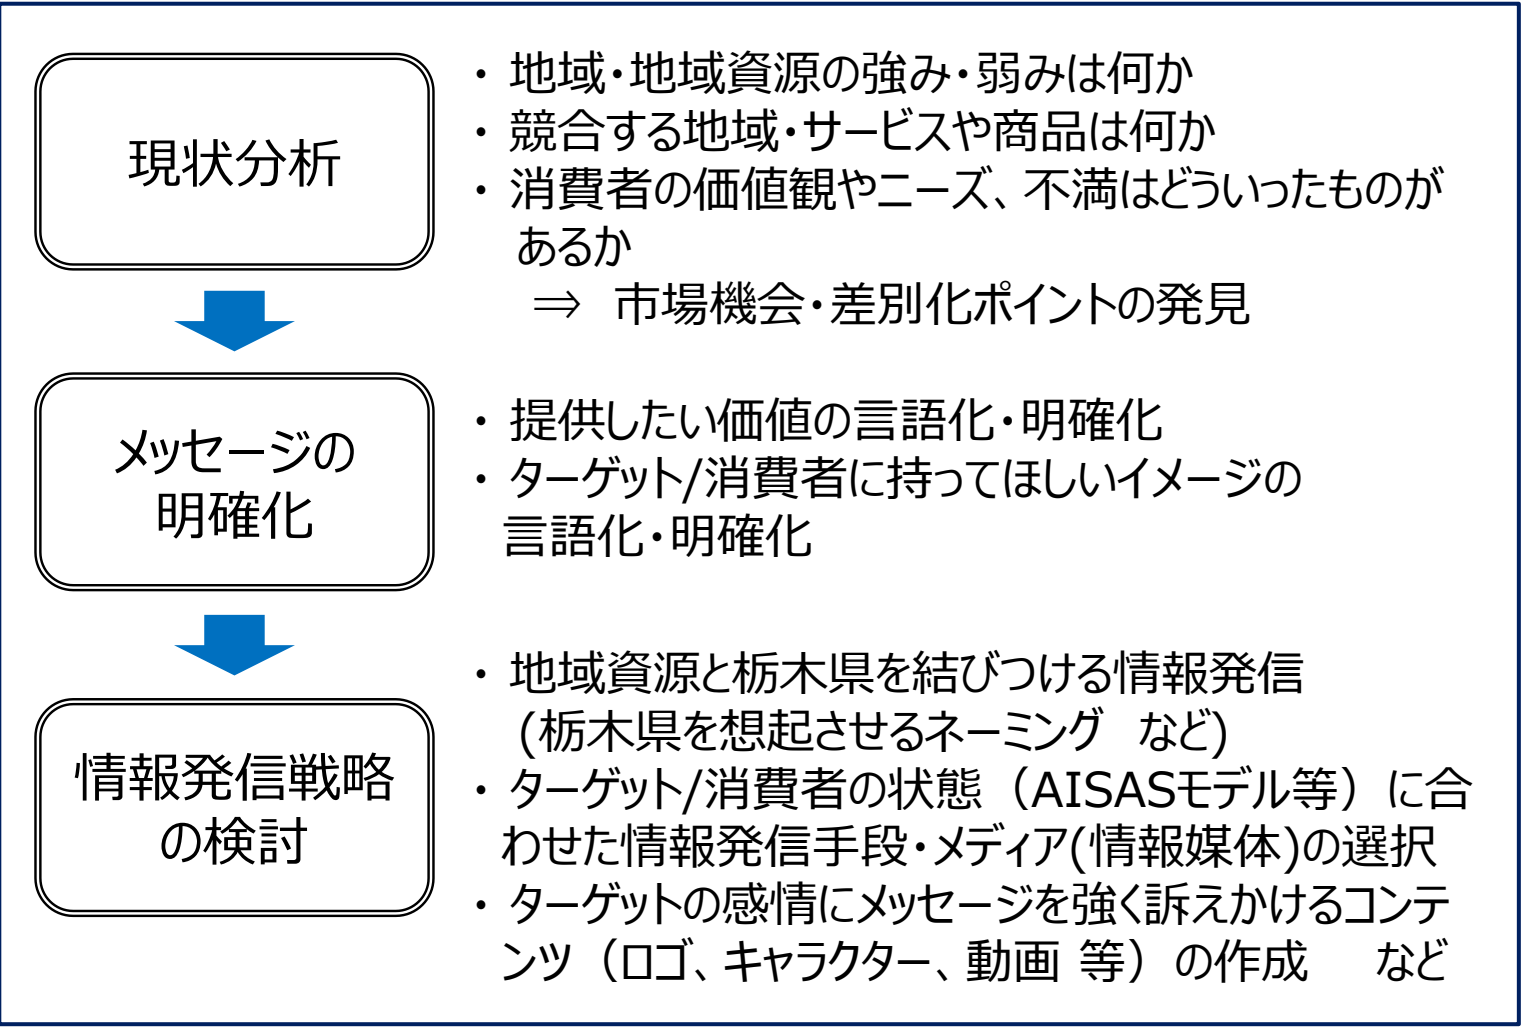 現状分析
・ 地域・地域資源の強み・弱みは何か
・ 競合する地域・サービスや商品は何か
・ 消費者の価値観やニーズ、不満はどういったものが
あるか
⇒ 市場機会・差別化ポイントの発見
メッセージの
明確化
・ 提供したい価値の言語化・明確化
・ ターゲット/消費者に持ってほしいイメージの
言語化・明確化
情報発信戦略
の検討
・ 地域資源と栃木県を結びつける情報発信
(栃木県を想起させるネーミング など)
・ ターゲット/消費者の状態（AISASモデル等）に合
わせた情報発信手段・メディア(情報媒体)の選択
・ ターゲットの感情にメッセージを強く訴えかけるコンテ
ンツ（ロゴ、キャラクター、動画 等）の作成 など